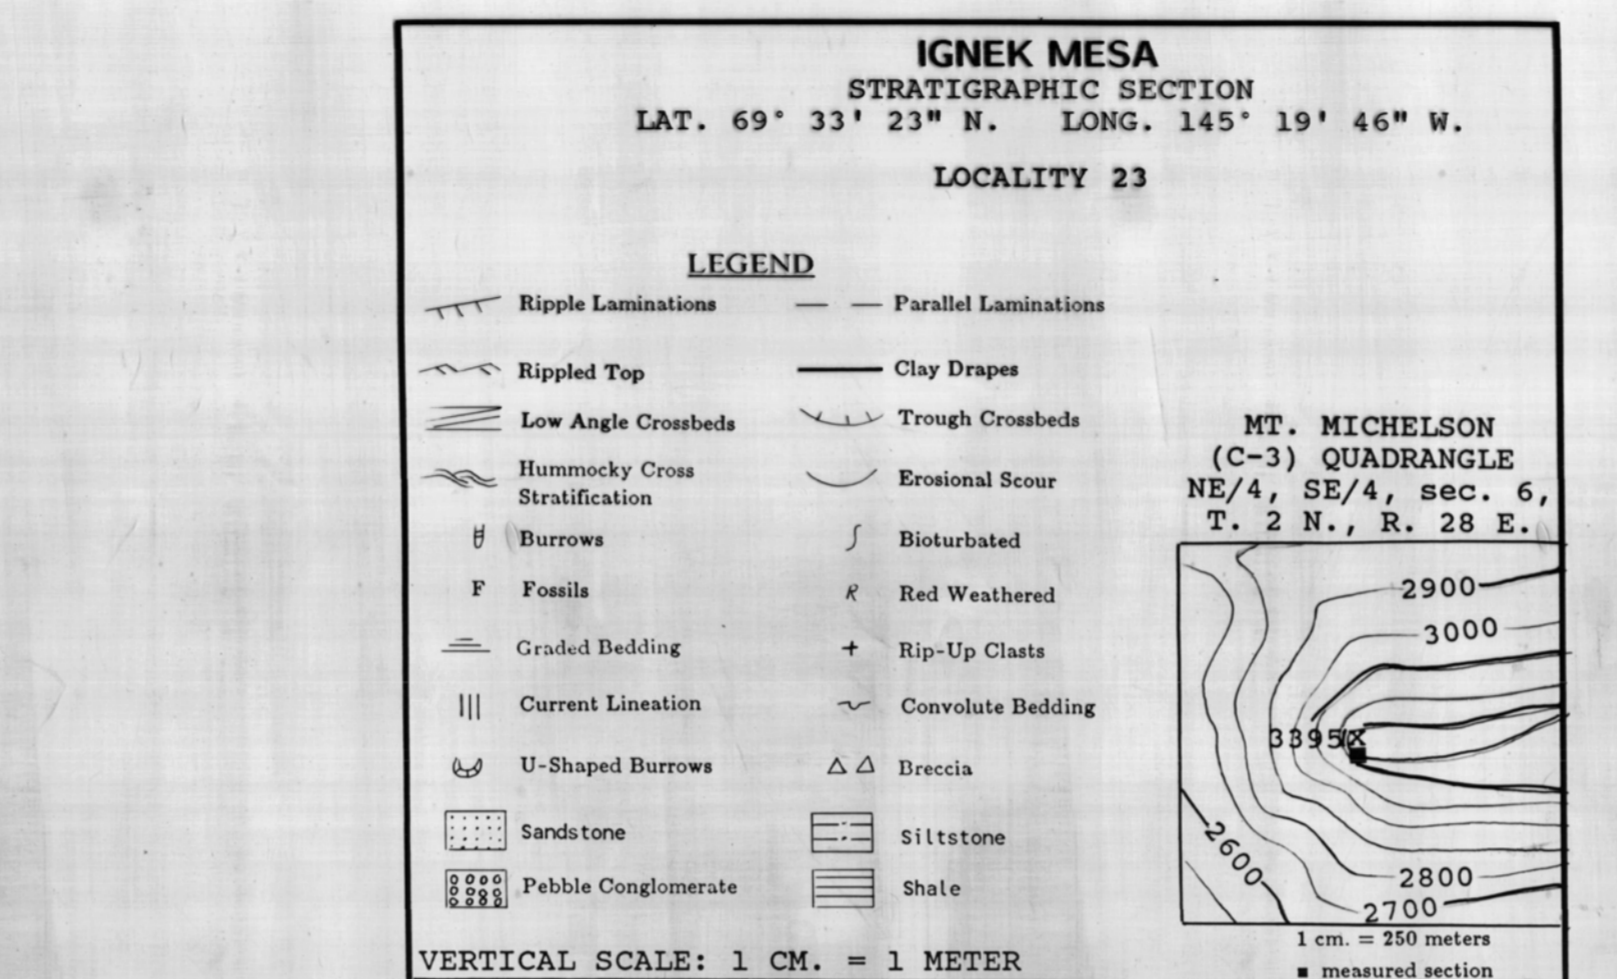 IGNEK MESA
STRATIGRAPHIC SECTION
LAT. 69° 33' 23" N. LONG. 145° 19' 46" W.
LOCALITY 23
LEGEND
Ripple Laminations
Parallel Laminations
Rippled Top
Clay Drapes
Low Angle Crossbeds
Trough Crossbeds
Hummocky Cross
Stratification
Erosional Scour
Burrows
Bioturbated
F Fossils
R Red Weathered
Graded Bedding
Rip-Up Clasts
Current Lineation
Convolute Bedding
U-Shaped Burrows
Breccia
Sandstone
Siltstone
Pebble Conglomerate
Shale
VERTICAL SCALE: 1 CM. = 1 METER
MT. MICHELSON
(C-3) QUADRANGLE
NE/4, SE/4, sec. 6,
T. 2 N., R. 28 E.
2900
3000
3395 X
2600
2800
2700
1 cm. = 250 meters
■ measured section